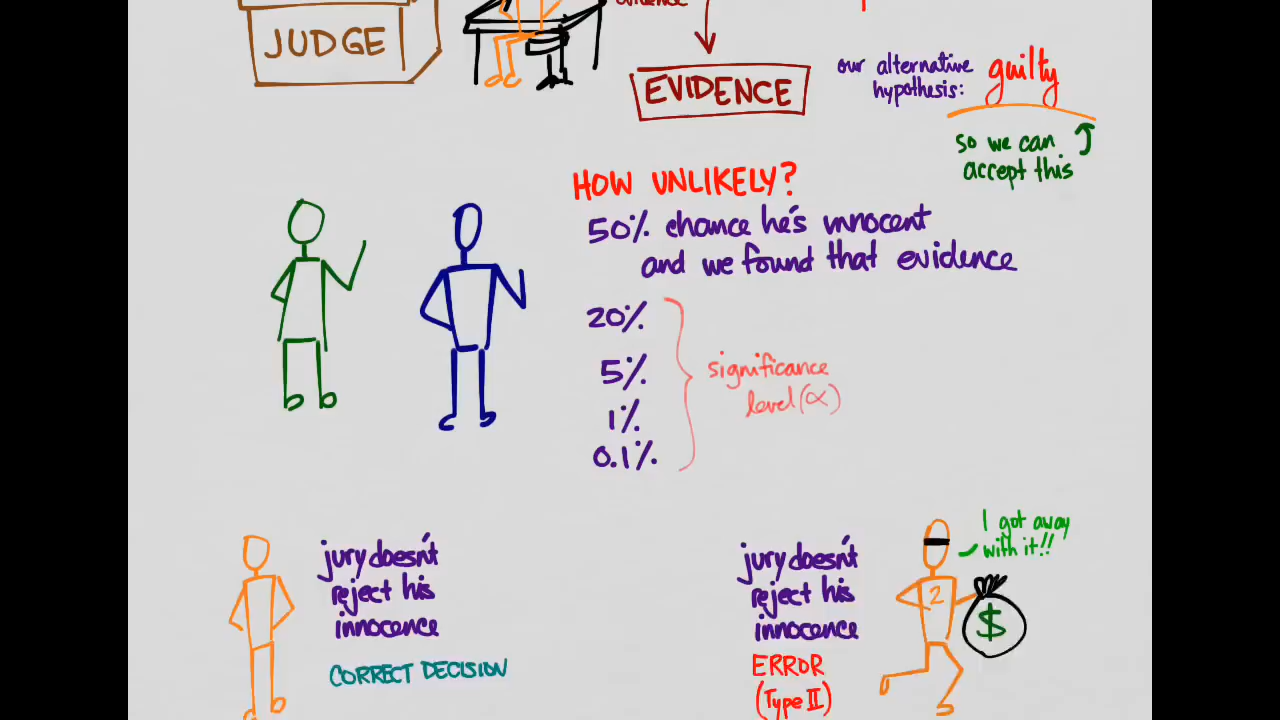 JUDGE
EVIDENCE
our alternative
hypothesis:
guilty
so we can
accept this
HOW UNLIKELY?
50% chance he's innocent
and we found that evidence
20%
5%
1%
0.1%
significance
level (α)
jury doesn't
reject his
innocence
CORRECT DECISION
jury doesn't
reject his
innocence
ERROR
(Type II)
2
$
I got away
with it!!